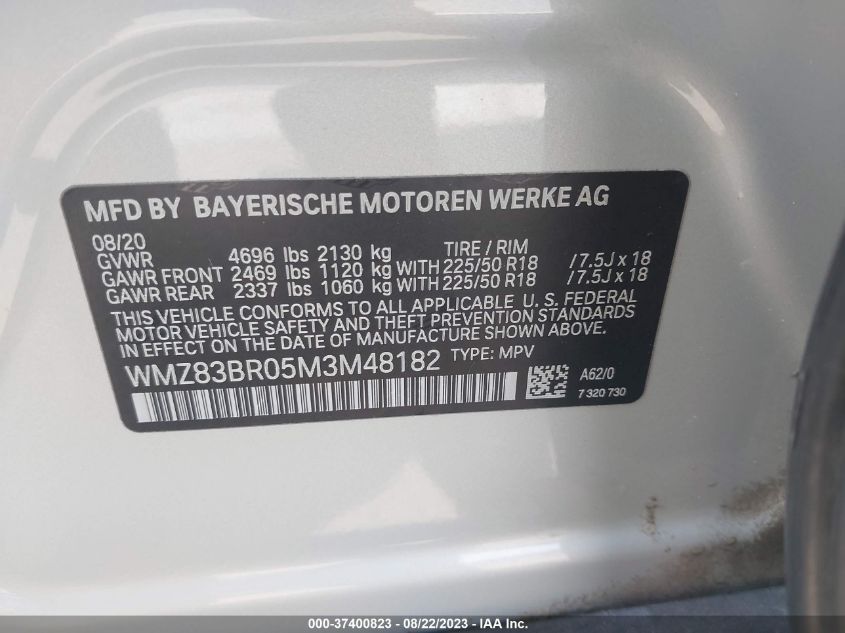 MFD BY BAYERISCHE MOTOREN WERKE AG
08/20
TIRE / RIM
GVWR 4696 lbs 2130 kg
GAWR FRONT 2469 lbs 1120 kg WITH 225/50 R18 /7.5J x 18
GAWR REAR 2337 lbs 1060 kg WITH 225/50 R18 /7.5J x 18
THIS VEHICLE CONFORMS TO ALL APPLICABLE U. S. FEDERAL
MOTOR VEHICLE SAFETY AND THEFT PREVENTION STANDARDS
IN EFFECT ON THE DATE OF MANUFACTURE SHOWN ABOVE.
WMZ83BR05M3M48182 TYPE: MPV
A62/0
7 320 730
000-37400823 - 08/22/2023 - IAA Inc.